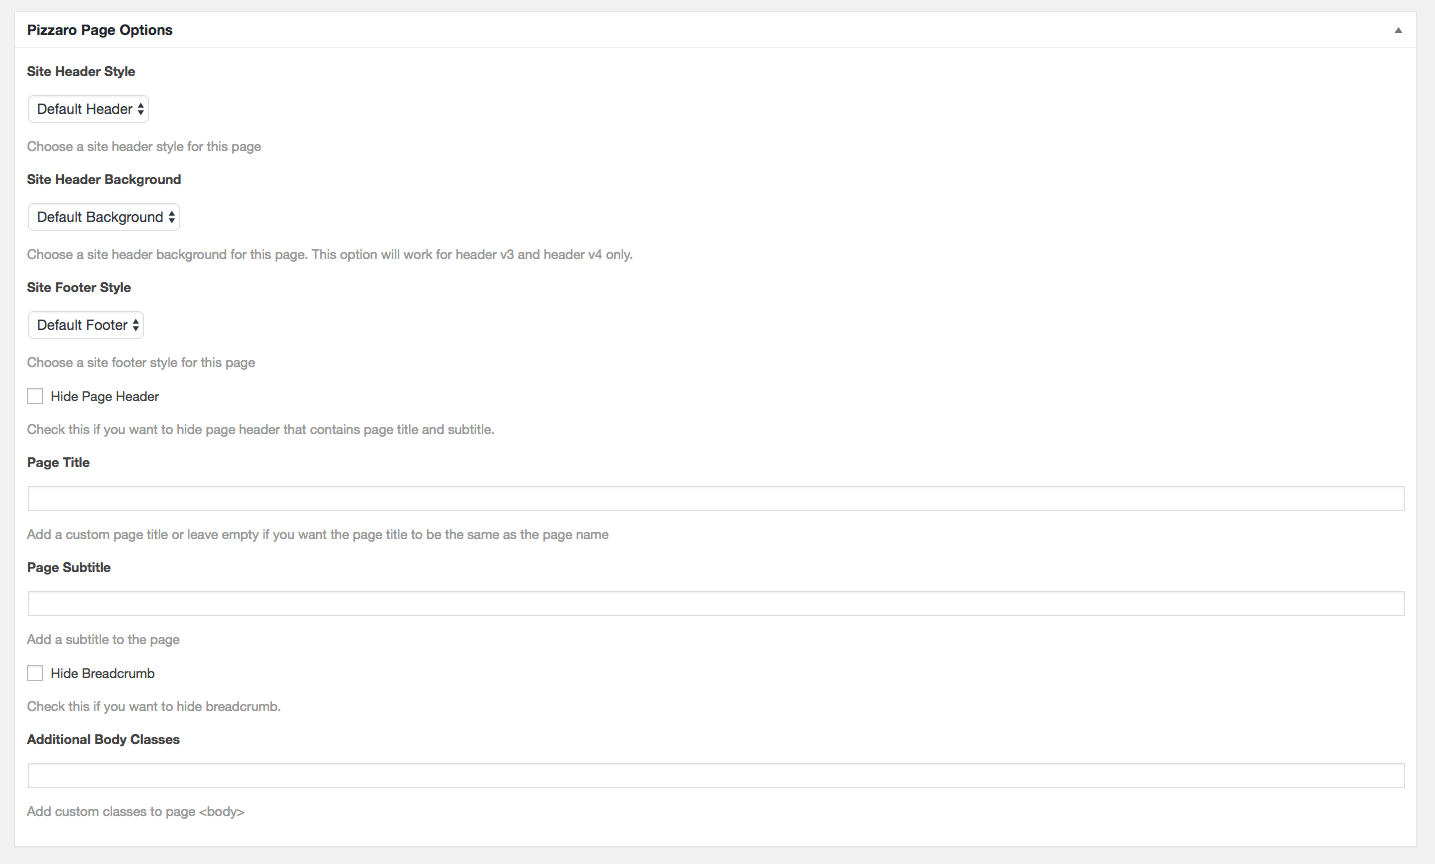 Pizzaro Page Options
Site Header Style
Default Header
Choose a site header style for this page
Site Header Background
Default Background
Choose a site header background for this page. This option will work for header v3 and header v4 only.
Site Footer Style
Default Footer
Choose a site footer style for this page
Hide Page Header
Check this if you want to hide page header that contains page title and subtitle.
Page Title
Add a custom page title or leave empty if you want the page title to be the same as the page name
Page Subtitle
Add a subtitle to the page
Hide Breadcrumb
Check this if you want to hide breadcrumb.
Additional Body Classes
Add custom classes to page <body>